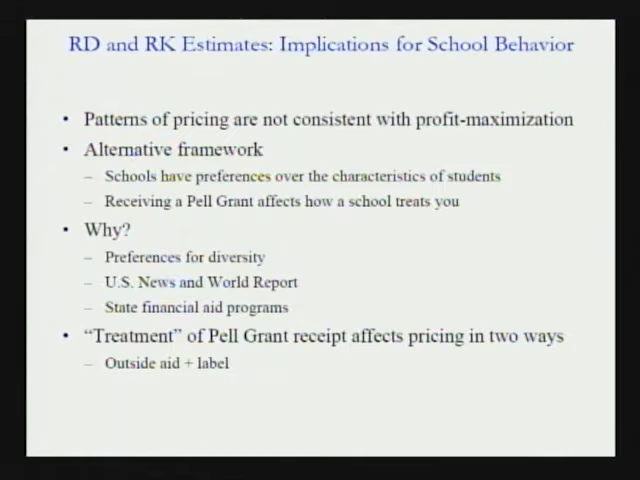 RD and RK Estimates: Implications for School Behavior
• Patterns of pricing are not consistent with profit-maximization
• Alternative framework
– Schools have preferences over the characteristics of students
– Receiving a Pell Grant affects how a school treats you
• Why?
– Preferences for diversity
– U.S. News and World Report
– State financial aid programs
• “Treatment” of Pell Grant receipt affects pricing in two ways
– Outside aid + label